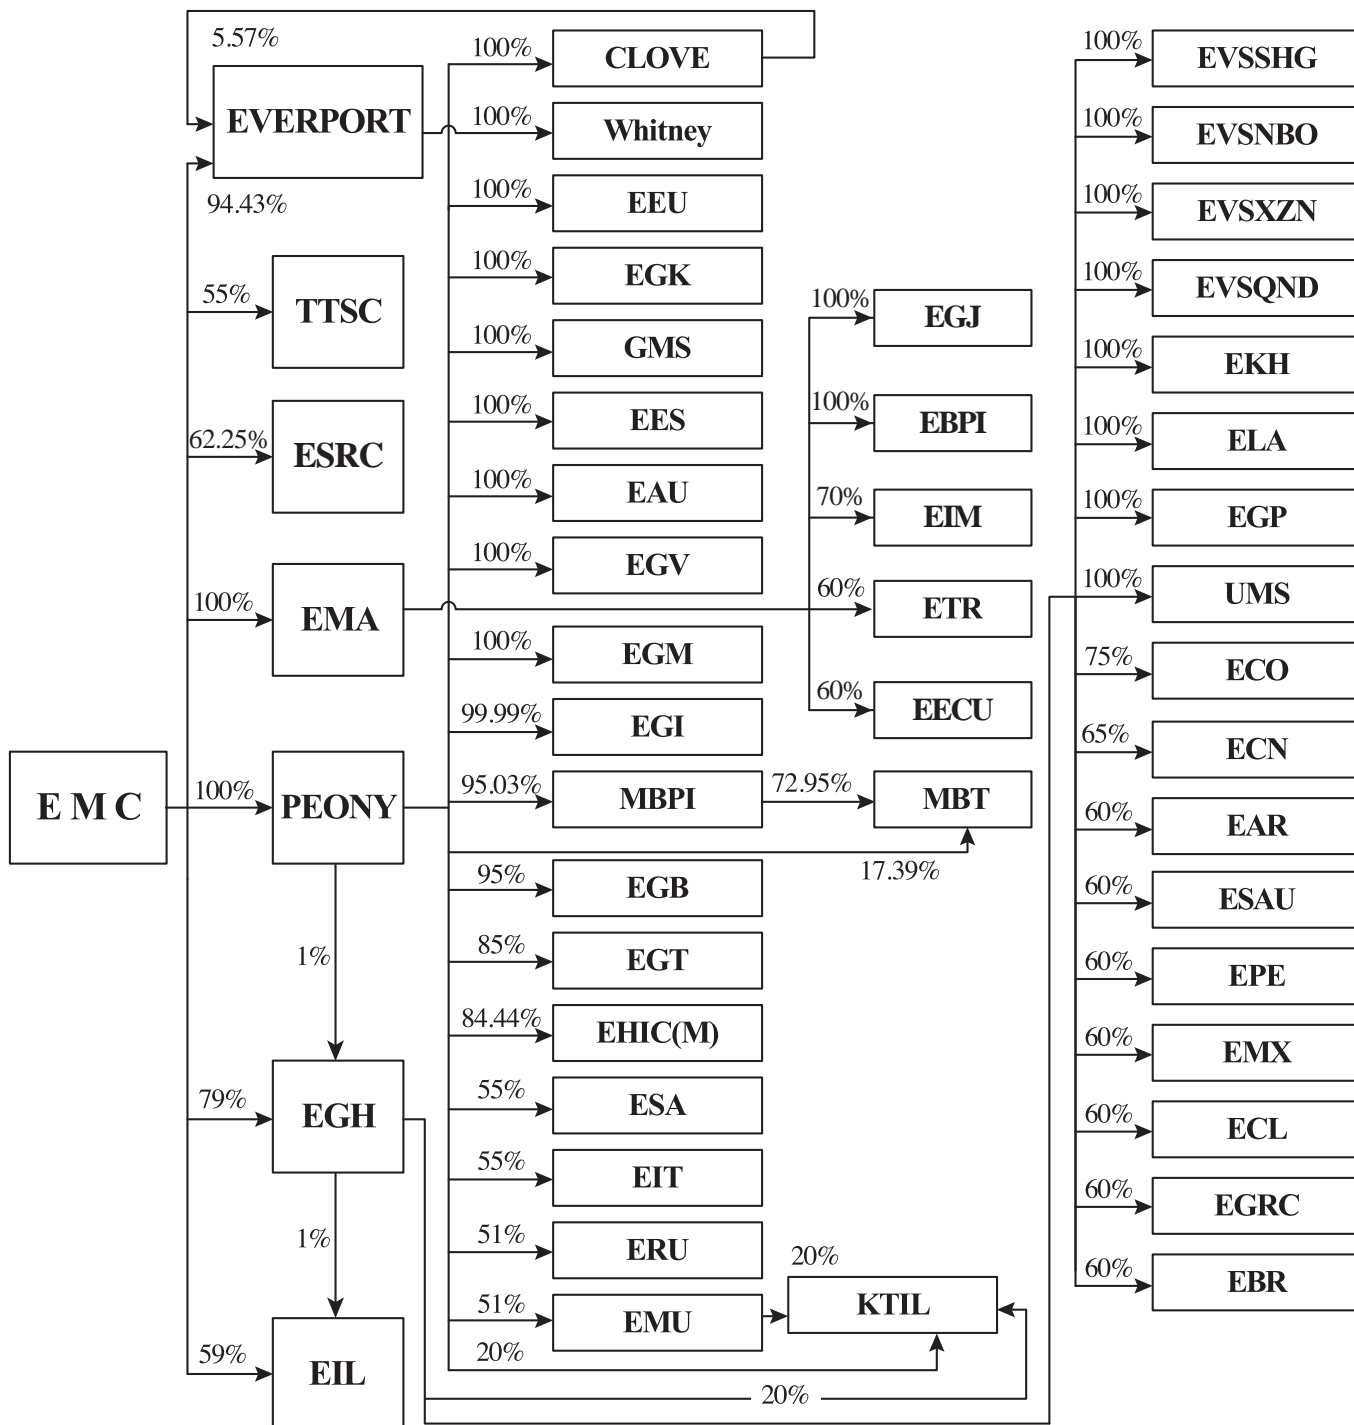 5.57%
EVERPORT
94.43%
55%
TTSC
62.25%
ESRC
100%
EMA
E M C
100%
PEONY
1%
79%
EGH
1%
59%
EIL
100%
CLOVE
100%
Whitney
100%
EEU
100%
EGK
100%
GMS
100%
EES
100%
EAU
100%
EGV
100%
EGM
99.99%
EGI
95.03%
MBPI
72.95%
MBT
17.39%
95%
EGB
85%
EGT
84.44%
EHIC(M)
55%
ESA
55%
EIT
51%
ERU
51%
EMU
20%
KTIL
20%
20%
100%
EGJ
100%
EBPI
70%
EIM
60%
ETR
60%
EECU
100%
EVSSHG
100%
EVSNBO
100%
EVSXZN
100%
EVSQND
100%
EKH
100%
ELA
100%
EGP
100%
UMS
75%
ECO
65%
ECN
60%
EAR
60%
ESAU
60%
EPE
60%
EMX
60%
ECL
60%
EGRC
60%
EBR